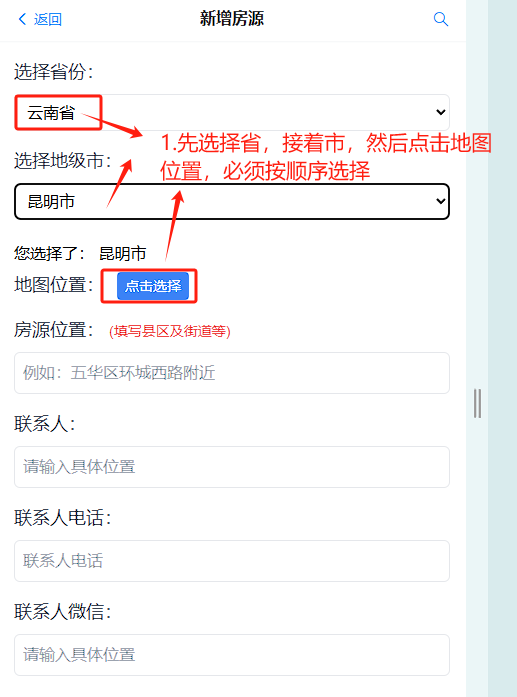 返回
新增房源
选择省份：
云南省
1.先选择省，接着市，然后点击地图
位置，必须按顺序选择
选择地级市：
昆明市
您选择了： 昆明市
地图位置： 点击选择
房源位置： (填写县区及街道等)
例如：五华区环城西路附近
联系人：
请输入具体位置
联系人电话：
联系人电话
联系人微信：
请输入具体位置